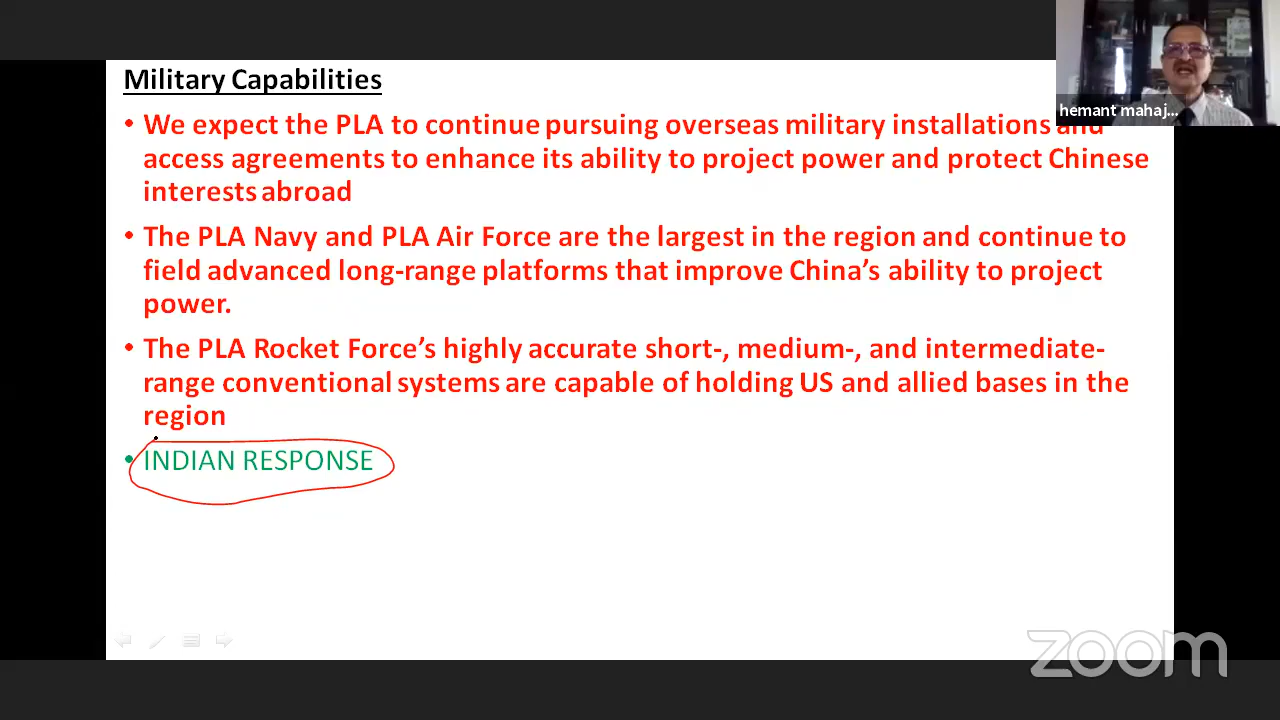 Military Capabilities
• We expect the PLA to continue pursuing overseas military installations and
access agreements to enhance its ability to project power and protect Chinese
interests abroad
• The PLA Navy and PLA Air Force are the largest in the region and continue to
field advanced long-range platforms that improve China’s ability to project
power.
• The PLA Rocket Force’s highly accurate short-, medium-, and intermediate-
range conventional systems are capable of holding US and allied bases in the
region
• INDIAN RESPONSE
hemant mahaj...
zoom